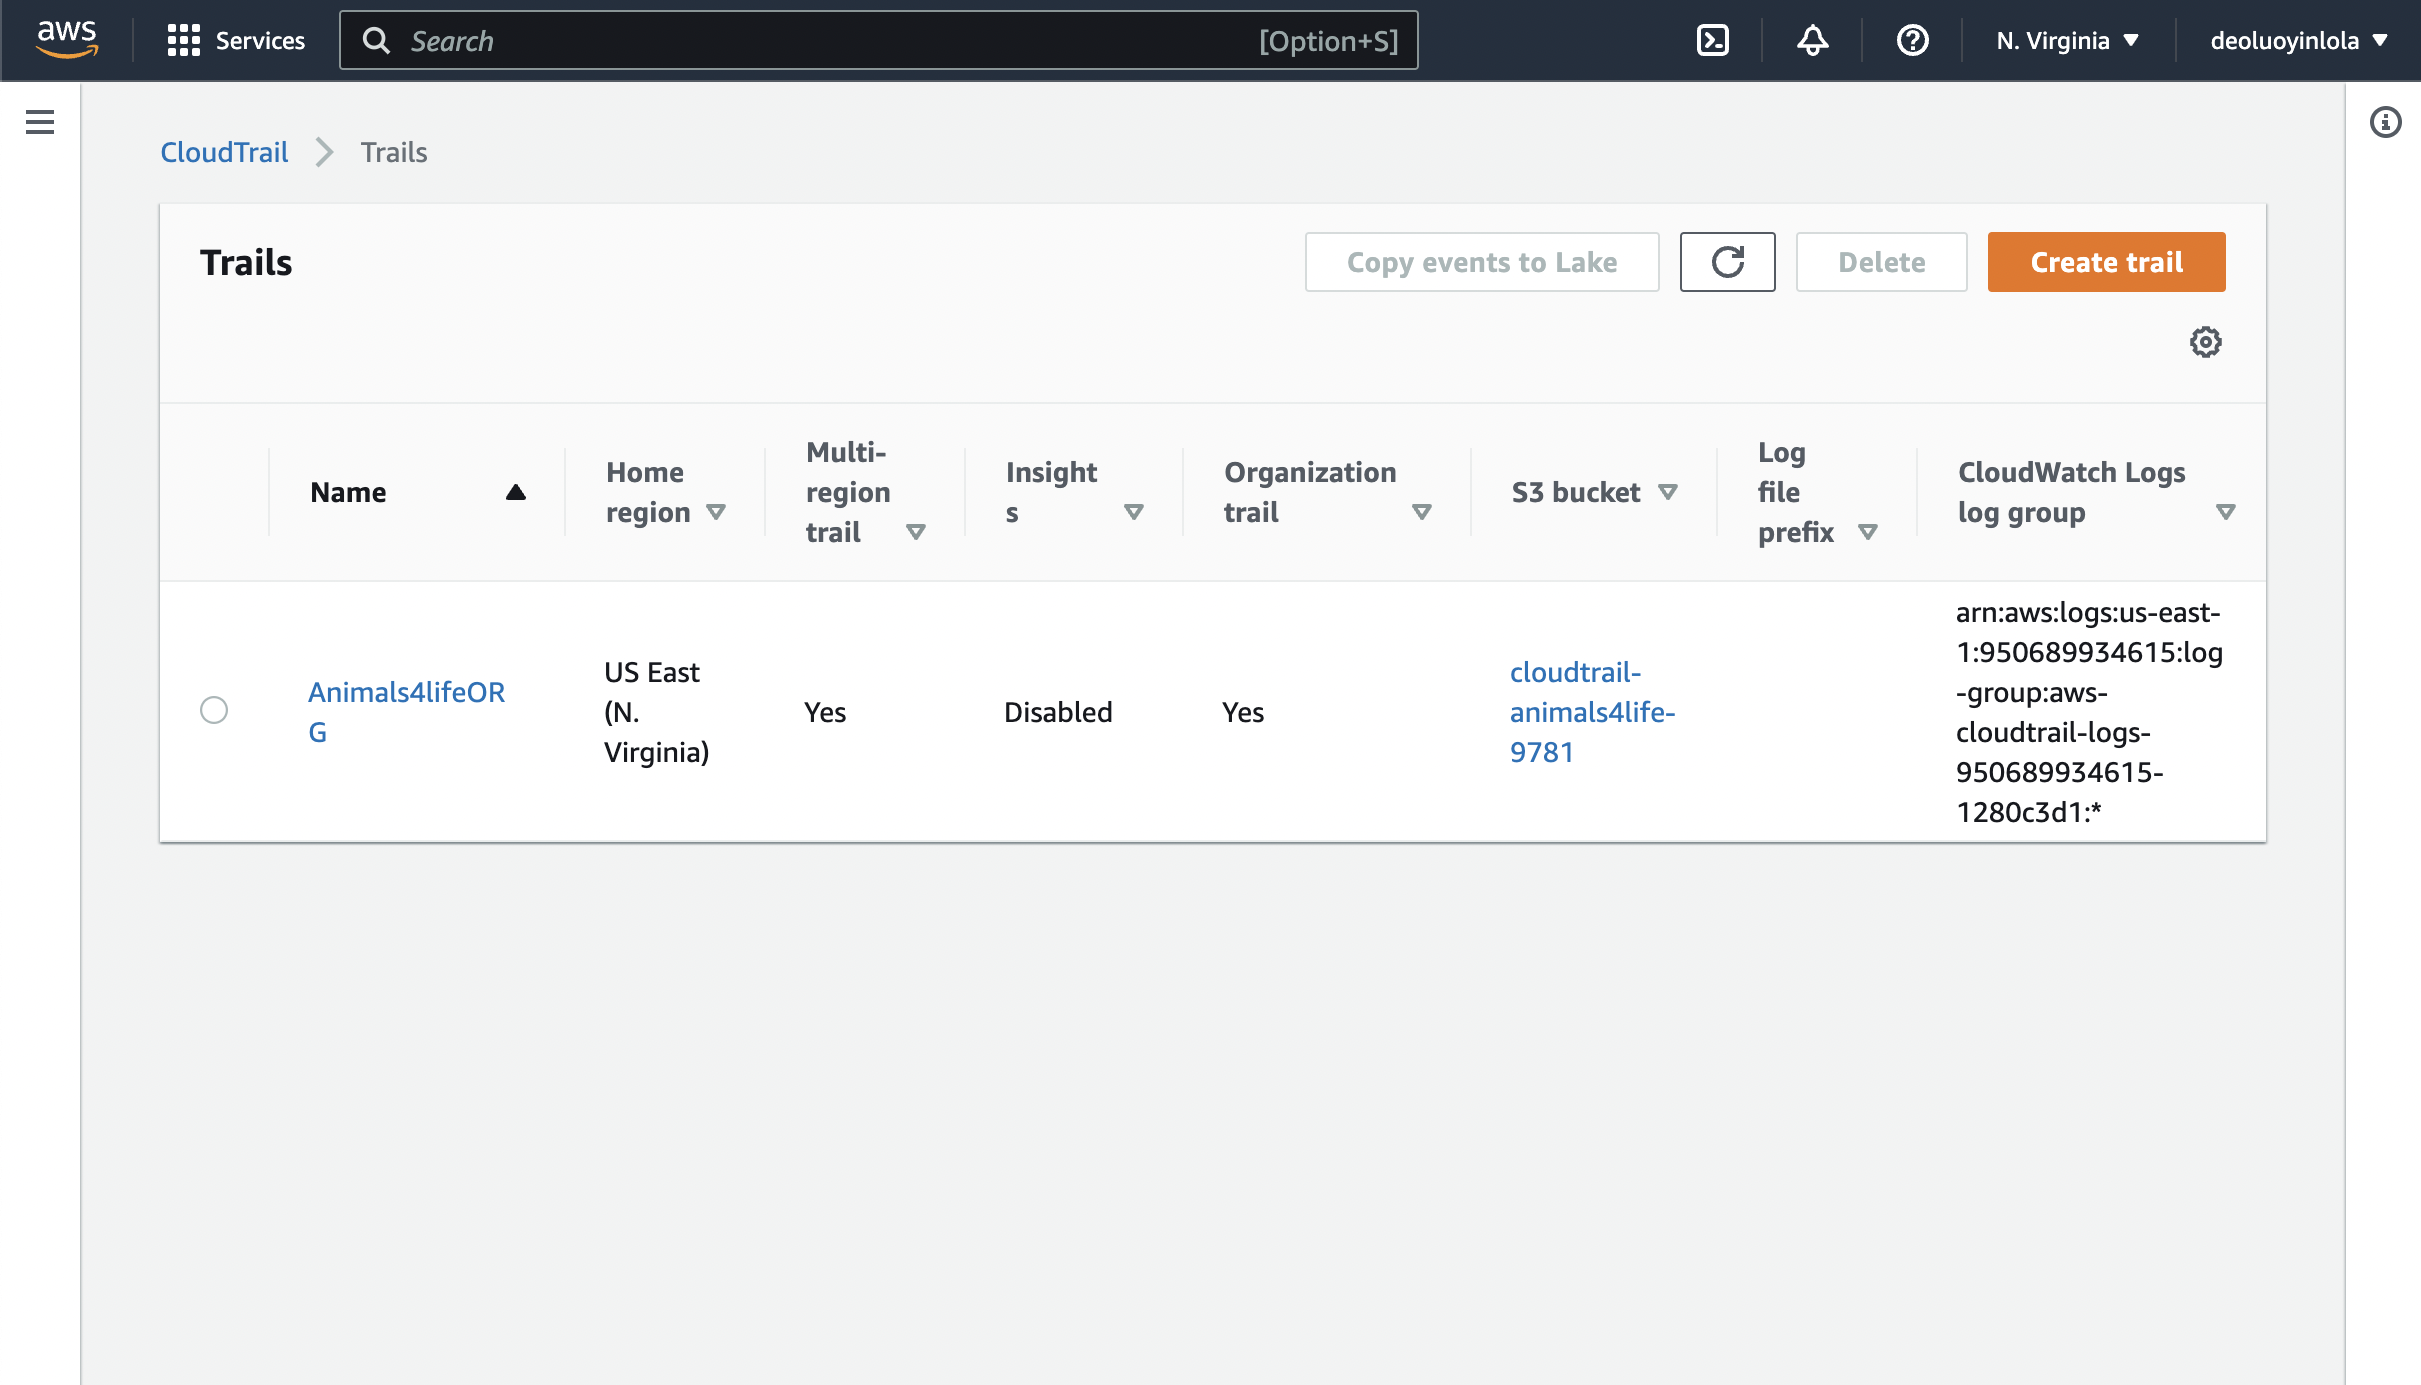 aws Services Search [Option+S] N. Virginia deoluoyinlola
CloudTrail Trails
Trails Copy events to Lake Delete Create trail
Name
Home
region
Multi-
region
trail
Insight
s
Organization
trail
S3 bucket
Log
file
prefix
CloudWatch Logs
log group
Animals4lifeOR
G
US East
(N.
Virginia)
Yes
Disabled
Yes
cloudtrail-
animals4life-
9781
arn:aws:logs:us-east-
1:950689934615:log
-group:aws-
cloudtrail-logs-
950689934615-
1280c3d1:*